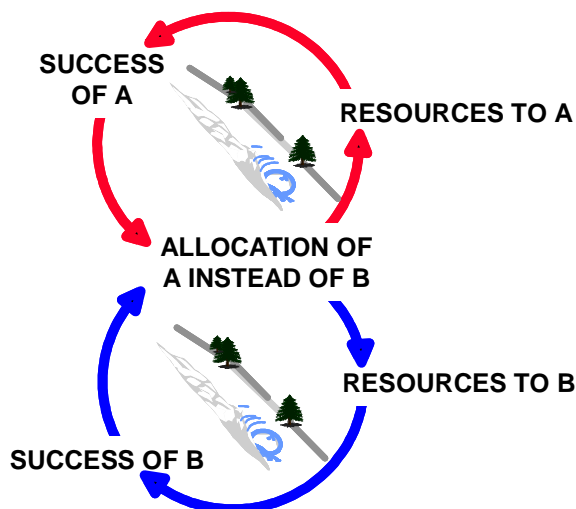 SUCCESS
OF A
RESOURCES TO A
ALLOCATION OF
A INSTEAD OF B
RESOURCES TO B
SUCCESS OF B